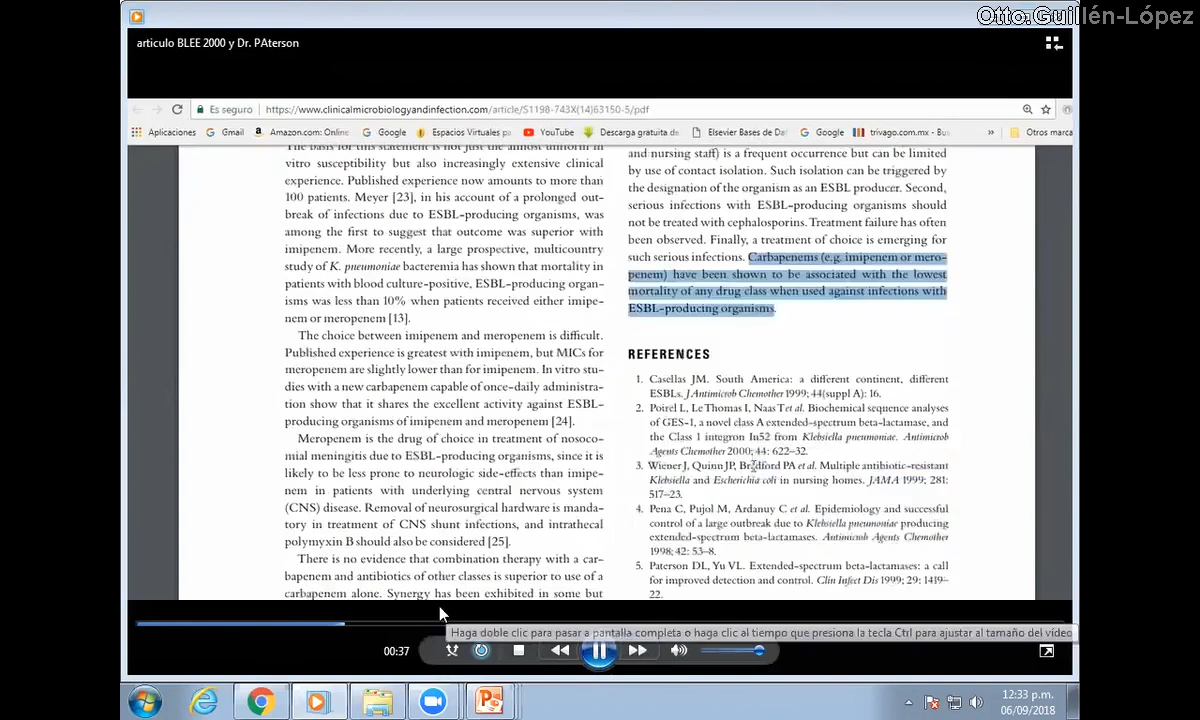 Otto.Guillén-López
articulo BLEE 2000 y Dr. PAterson
Es seguro
https://www.clinicalmicrobiologyandinfection.com/article/S1198-743X(14)63150-5/pdf
Aplicaciones
Gmail
Amazon.com: Online
Google
Espacios Virtuales pa
YouTube
Descarga gratuita de
Elsevier Bases de Dat
Google
trivago.com.mx - Bus
»
Otros marca
The basis for this statement is not just the almost uniform in
vitro susceptibility but also increasingly extensive clinical
experience. Published experience now amounts to more than
100 patients. Meyer [23], in his account of a prolonged out-
break of infections due to ESBL-producing organisms, was
among the first to suggest that outcome was superior with
imipenem. More recently, a large prospective, multicountry
study of K. pneumoniae bacteremia has shown that mortality in
patients with blood culture-positive, ESBL-producing organ-
isms was less than 10% when patients received either imipe-
nem or meropenem [13].
The choice between imipenem and meropenem is difficult.
Published experience is greatest with imipenem, but MICs for
meropenem are slightly lower than for imipenem. In vitro stu-
dies with a new carbapenem capable of once-daily administra-
tion show that it shares the excellent activity against ESBL-
producing organisms of imipenem and meropenem [24].
Meropenem is the drug of choice in treatment of nosoco-
mial meningitis due to ESBL-producing organisms, since it is
likely to be less prone to neurologic side-effects than imipe-
nem in patients with underlying central nervous system
(CNS) disease. Removal of neurosurgical hardware is manda-
tory in treatment of CNS shunt infections, and intrathecal
polymyxin B should also be considered [25].
There is no evidence that combination therapy with a car-
bapenem and antibiotics of other classes is superior to use of a
carbapenem alone. Synergy has been exhibited in some but
and nursing staff) is a frequent occurrence but can be limited
by use of contact isolation. Such isolation can be triggered by
the designation of the organism as an ESBL producer. Second,
serious infections with ESBL-producing organisms should
not be treated with cephalosporins. Treatment failure has often
been observed. Finally, a treatment of choice is emerging for
such serious infections. Carbapenems (e.g. imipenem or mero-
penem) have been shown to be associated with the lowest
mortality of any drug class when used against infections with
ESBL-producing organisms.
REFERENCES
1. Casellas JM. South America: a different continent, different
ESBLs. J Antimicrob Chemother 1999; 44(suppl A): 16.
2. Poirel L, Le Thomas I, Naas T et al. Biochemical sequence analyses
of GES-1, a novel class A extended-spectrum beta-lactamase, and
the Class 1 integron In52 from Klebsiella pneumoniae. Antimicrob
Agents Chemother 2000; 44: 622–32.
3. Wiener J, Quinn JP, Bradford PA et al. Multiple antibiotic-resistant
Klebsiella and Escherichia coli in nursing homes. JAMA 1999; 281:
517–23.
4. Pena C, Pujol M, Ardanuy C et al. Epidemiology and successful
control of a large outbreak due to Klebsiella pneumoniae producing
extended-spectrum beta-lactamases. Antimicrob Agents Chemother
1998; 42: 53–8.
5. Paterson DL, Yu VL. Extended-spectrum beta-lactamases: a call
for improved detection and control. Clin Infect Dis 1999; 29: 1419–
22.
Haga doble clic para pasar a pantalla completa o haga clic al tiempo que presiona la tecla Ctrl para ajustar al tamaño del vídeo
00:37
12:33 p.m.
06/09/2018